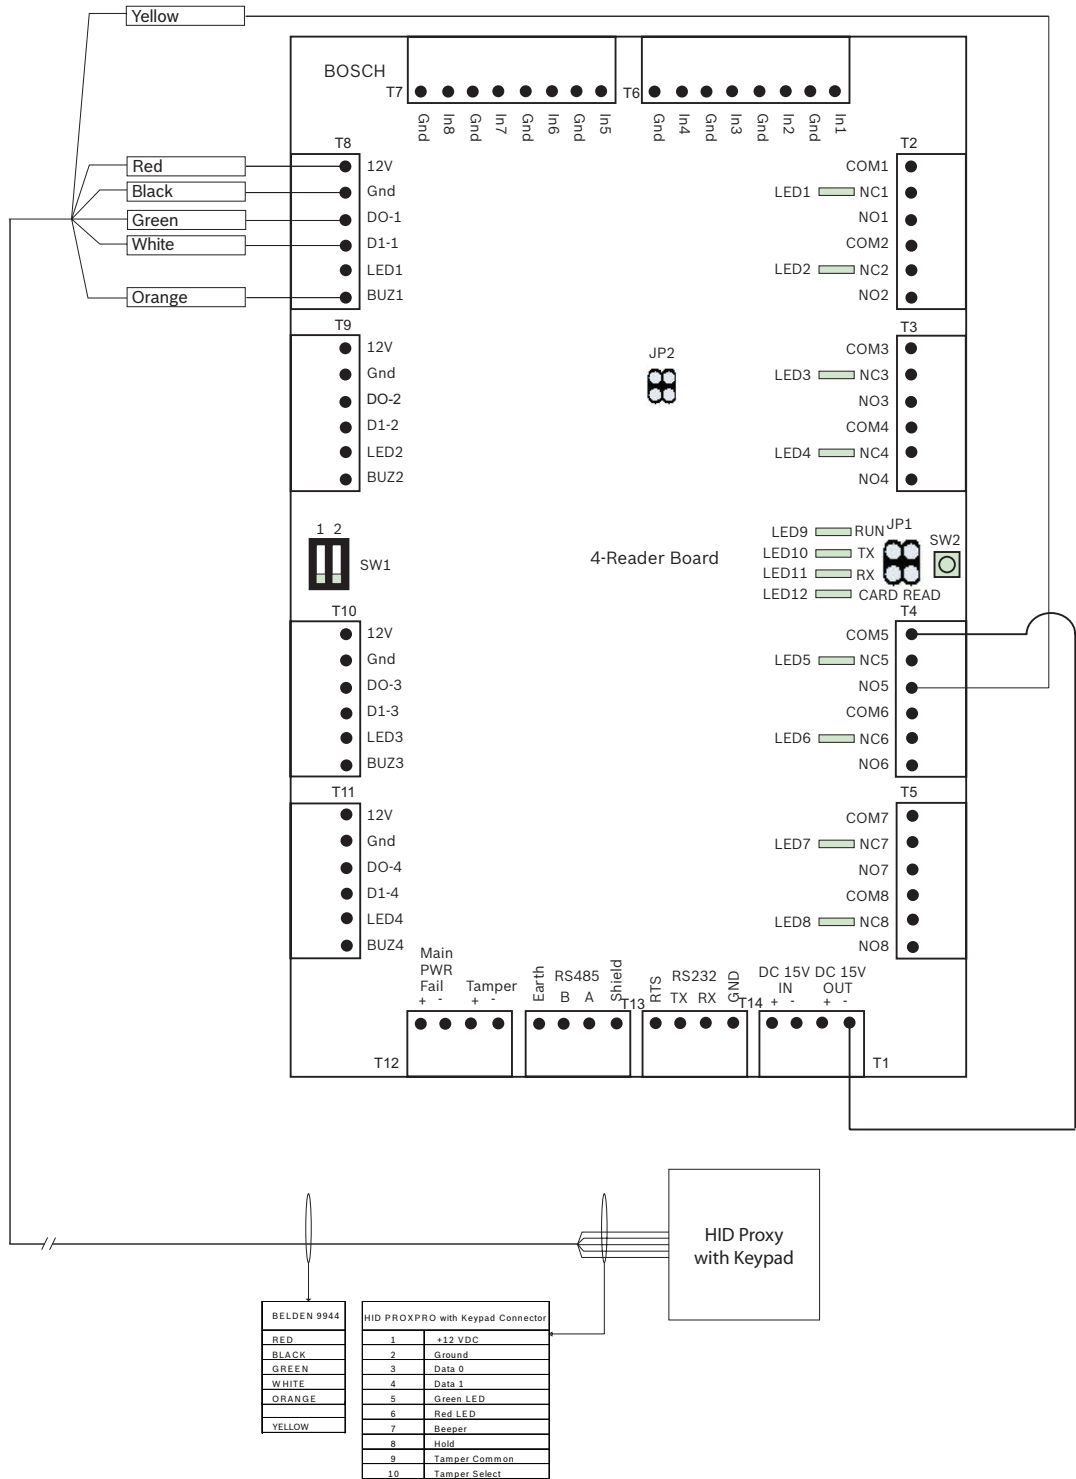 Yellow
BOSCH
T7
T6
Gnd
In8
Gnd
In7
Gnd
In6
Gnd
In5
Gnd
In4
Gnd
In3
Gnd
In2
Gnd
In1
T8
Red
12V
Black
Gnd
Green
DO-1
White
D1-1
LED1
Orange
BUZ1
T2
COM1
LED1 NC1
NO1
COM2
LED2 NC2
NO2
T9
12V
Gnd
DO-2
D1-2
LED2
BUZ2
JP2
T3
COM3
LED3 NC3
NO3
COM4
LED4 NC4
NO4
1 2
SW1
4-Reader Board
LED9 RUN
LED10 TX
LED11 RX
LED12 CARD READ
JP1
SW2
T10
12V
Gnd
DO-3
D1-3
LED3
BUZ3
T4
COM5
LED5 NC5
NO5
COM6
LED6 NC6
NO6
T11
12V
Gnd
DO-4
D1-4
LED4
BUZ4
T5
COM7
LED7 NC7
NO7
COM8
LED8 NC8
NO8
Main
PWR
Fail
+ -
Tamper
+ -
T12
Earth
RS485
B A
Shield
T13
RTS
RS232
TX RX
GND
T14
DC 15V
IN
+ -
DC 15V
OUT
+ -
T1
HID Proxy
with Keypad
BELDEN 9944
RED
BLACK
GREEN
WHITE
ORANGE
YELLOW
HID PROXPRO with Keypad Connector
1 +12 VDC
2 Ground
3 Data 0
4 Data 1
5 Green LED
6 Red LED
7 Beeper
8 Hold
9 Tamper Common
10 Tamper Select